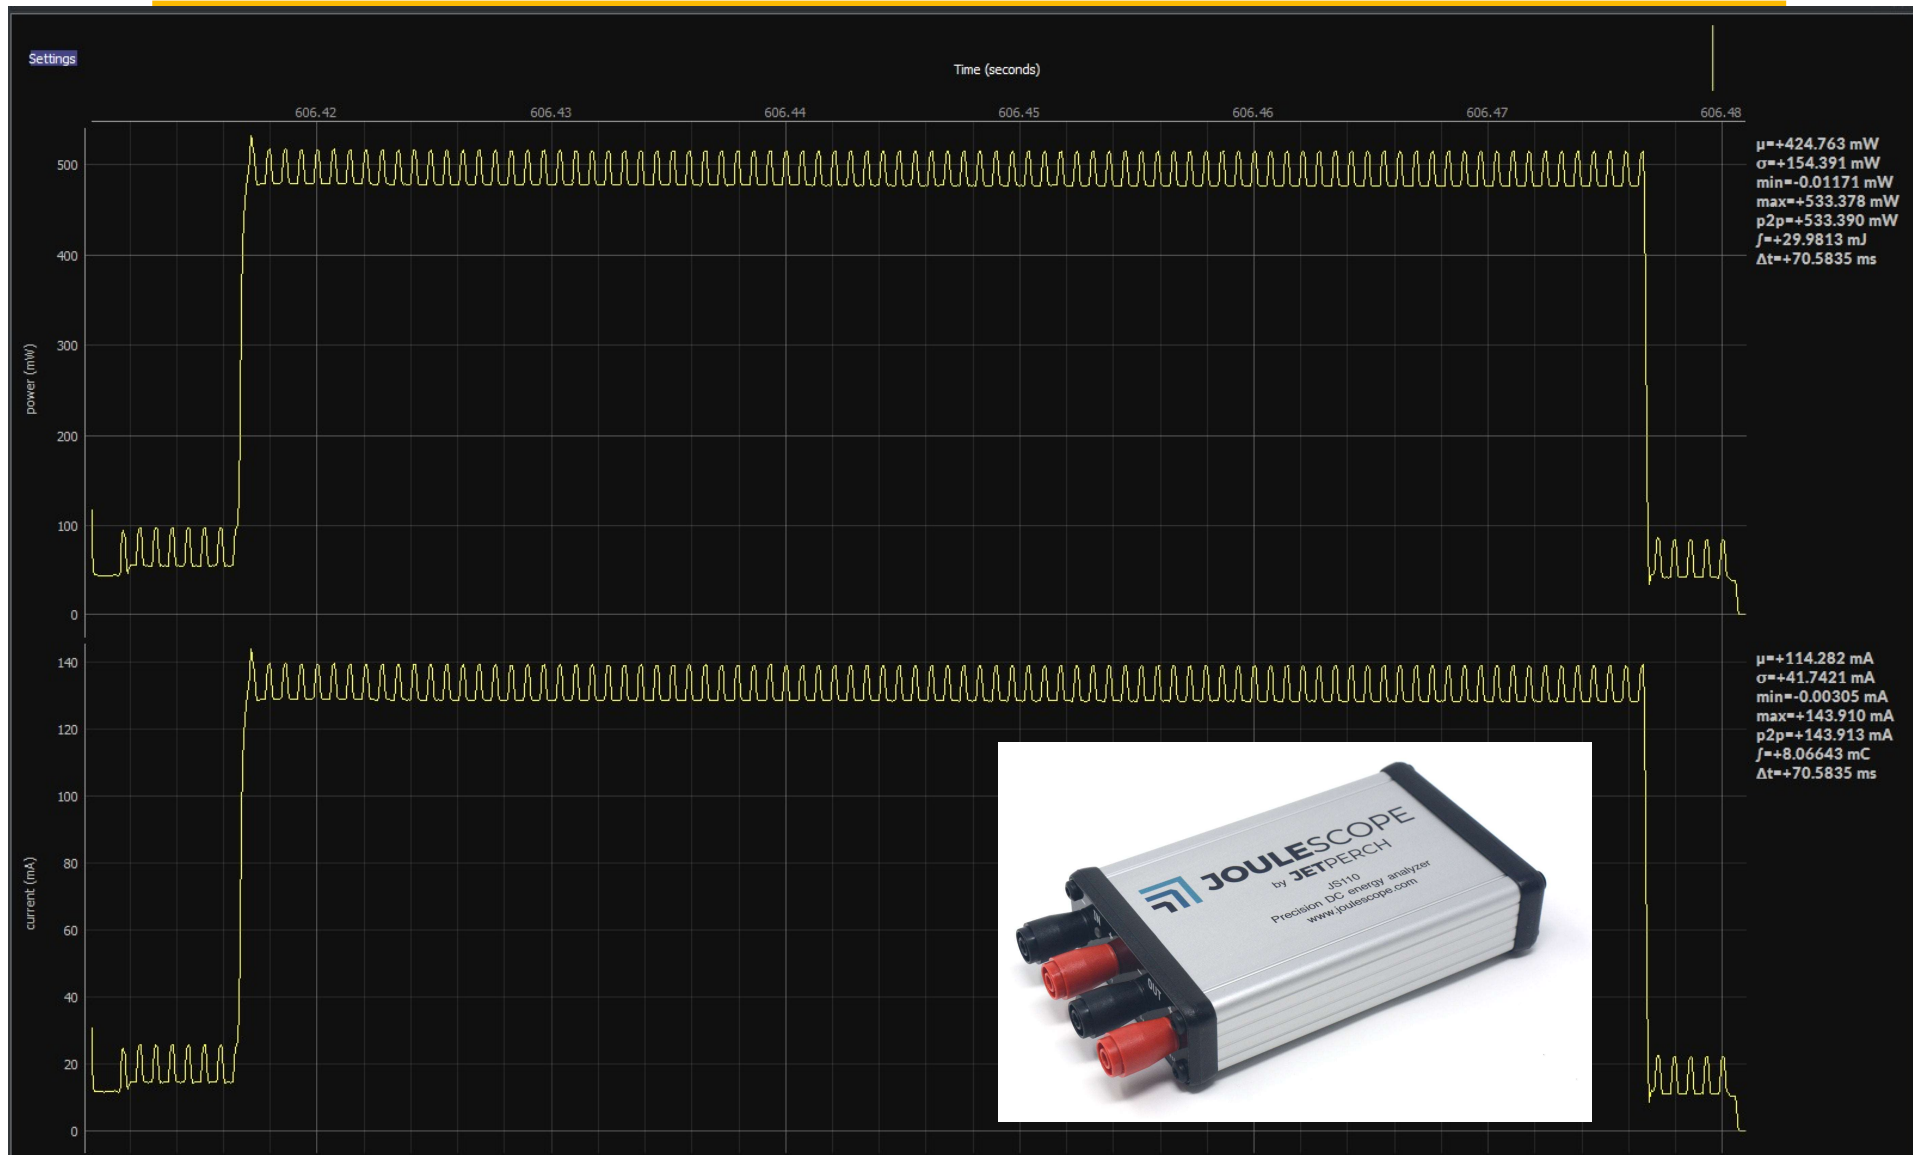 Settings
Time (seconds)
606.42 606.43 606.44 606.45 606.46 606.47 606.48
500
400
300
200
100
0
power (mW)
μ=+424.763 mW
σ=+154.391 mW
min=-0.01171 mW
max=+533.378 mW
p2p=+533.390 mW
∫=+29.9813 mJ
Δt=+70.5835 ms
140
120
100
80
60
40
20
0
current (mA)
μ=+114.282 mA
σ=+41.7421 mA
min=-0.00305 mA
max=+143.910 mA
p2p=+143.913 mA
∫=+8.06643 mC
Δt=+70.5835 ms
JOULESCOPE
by JETPERCH
JS110
Precision DC energy analyzer
www.joulescope.com
IN
OUT